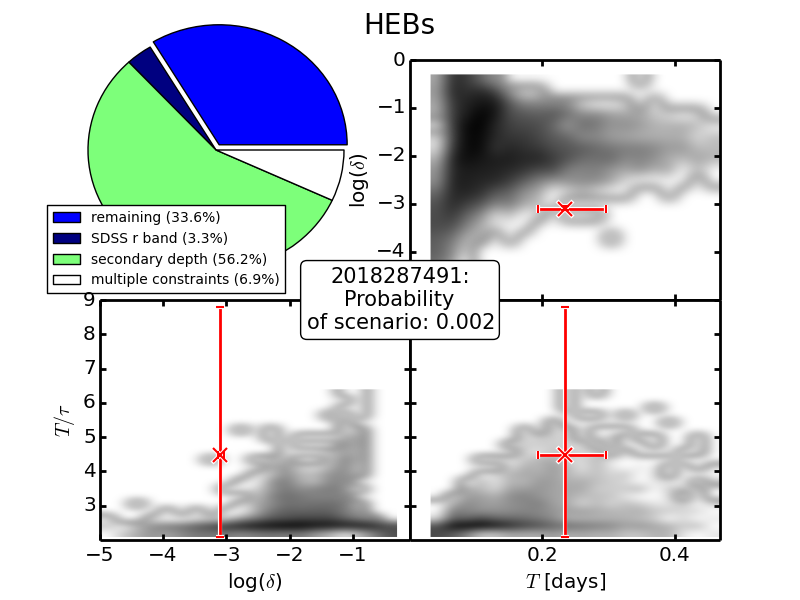 HEBs
0
−1
−2
−3
−4
log(δ)
remaining (33.6%)
SDSS r band (3.3%)
secondary depth (56.2%)
multiple constraints (6.9%)
2018287491:
Probability
of scenario: 0.002
9
8
7
6
5
4
3
T/τ
−5 −4 −3 −2 −1
0.2 0.4
log(δ)
T [days]